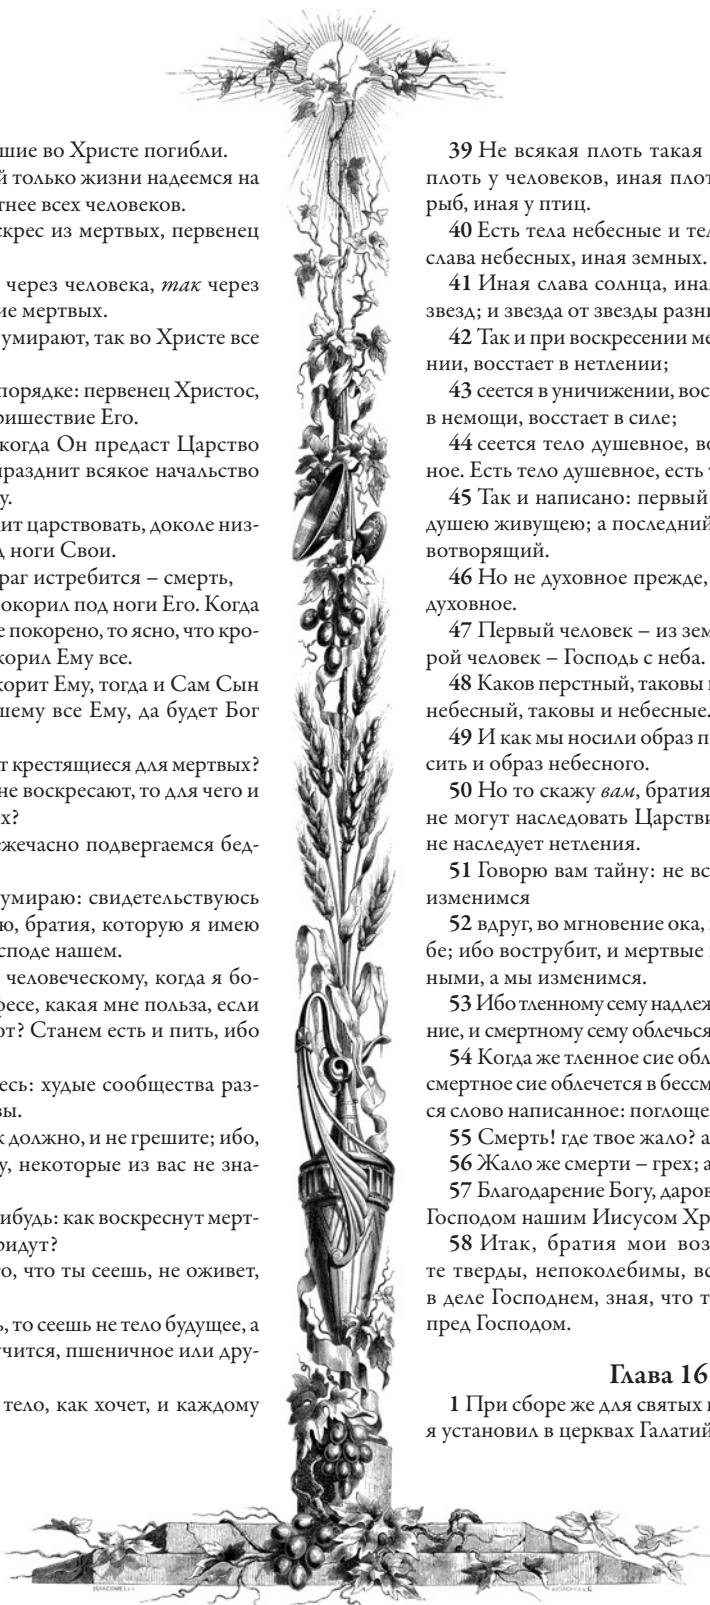 шие во Христе погибли.
й только жизни надеемся на
тнее всех человеков.
скрес из мертвых, первенец
через человека, так через
ие мертвых.
умирают, так во Христе все
порядке: первенец Христос,
ришествие Его.
когда Он предаст Царство
празднит всякое начальство
у.
ит царствовать, доколе низ-
д ноги Свои.
раг истребится – смерть,
окорил под ноги Его. Когда
е покорено, то ясно, что кро-
корил Ему все.
корит Ему, тогда и Сам Сын
шему все Ему, да будет Бог
т крестящиеся для мертвых?
не воскресают, то для чего и
х?
ежечасно подвергаемся бед-
умираю: свидетельствуюсь
ю, братия, которую я имею
споде нашем.
человеческому, когда я бо-
фесе, какая мне польза, если
ют? Станем есть и пить, ибо
есь: худые сообщества раз-
вы.
к должно, и не грешите; ибо,
у, некоторые из вас не зна-
ибудь: как воскреснут мерт-
ридут?
то, что ты сеешь, не оживет,
ь, то сеешь не тело будущее, а
учится, пшеничное или дру-
тело, как хочет, и каждому
39 Не всякая плоть такая
плоть у человеков, иная плот
рыб, иная у птиц.
40 Есть тела небесные и тел
слава небесных, иная земных.
41 Иная слава солнца, ина
звезд; и звезда от звезды разни
42 Так и при воскресении ме
нии, восстает в нетлении;
43 сеется в уничижении, вос
в немощи, восстает в силе;
44 сеется тело душевное, во
ное. Есть тело душевное, есть т
45 Так и написано: первый
душею живущею; а последний
вотворящий.
46 Но не духовное прежде,
духовное.
47 Первый человек – из зем
рой человек – Господь с неба.
48 Каков перстный, таковы и
небесный, таковы и небесные.
49 И как мы носили образ п
сить и образ небесного.
50 Но то скажу вам, братия
не могут наследовать Царстви
не наследует нетления.
51 Говорю вам тайну: не вс
изменимся
52 вдруг, во мгновение ока,
бе; ибо вострубит, и мертвые
ными, а мы изменимся.
53 Ибо тленному сему надлеж
ние, и смертному сему облечься
54 Когда же тленное сие обл
смертное сие облечется в бессм
ся слово написанное: поглоще
55 Смерть! где твое жало? а
56 Жало же смерти – грех; а
57 Благодарение Богу, даров
Господом нашим Иисусом Хр
58 Итак, братия мои воз
те тверды, непоколебимы, вс
в деле Господнем, зная, что т
пред Господом.
Глава 16
1 При сборе же для святых
я установил в церквах Галатий